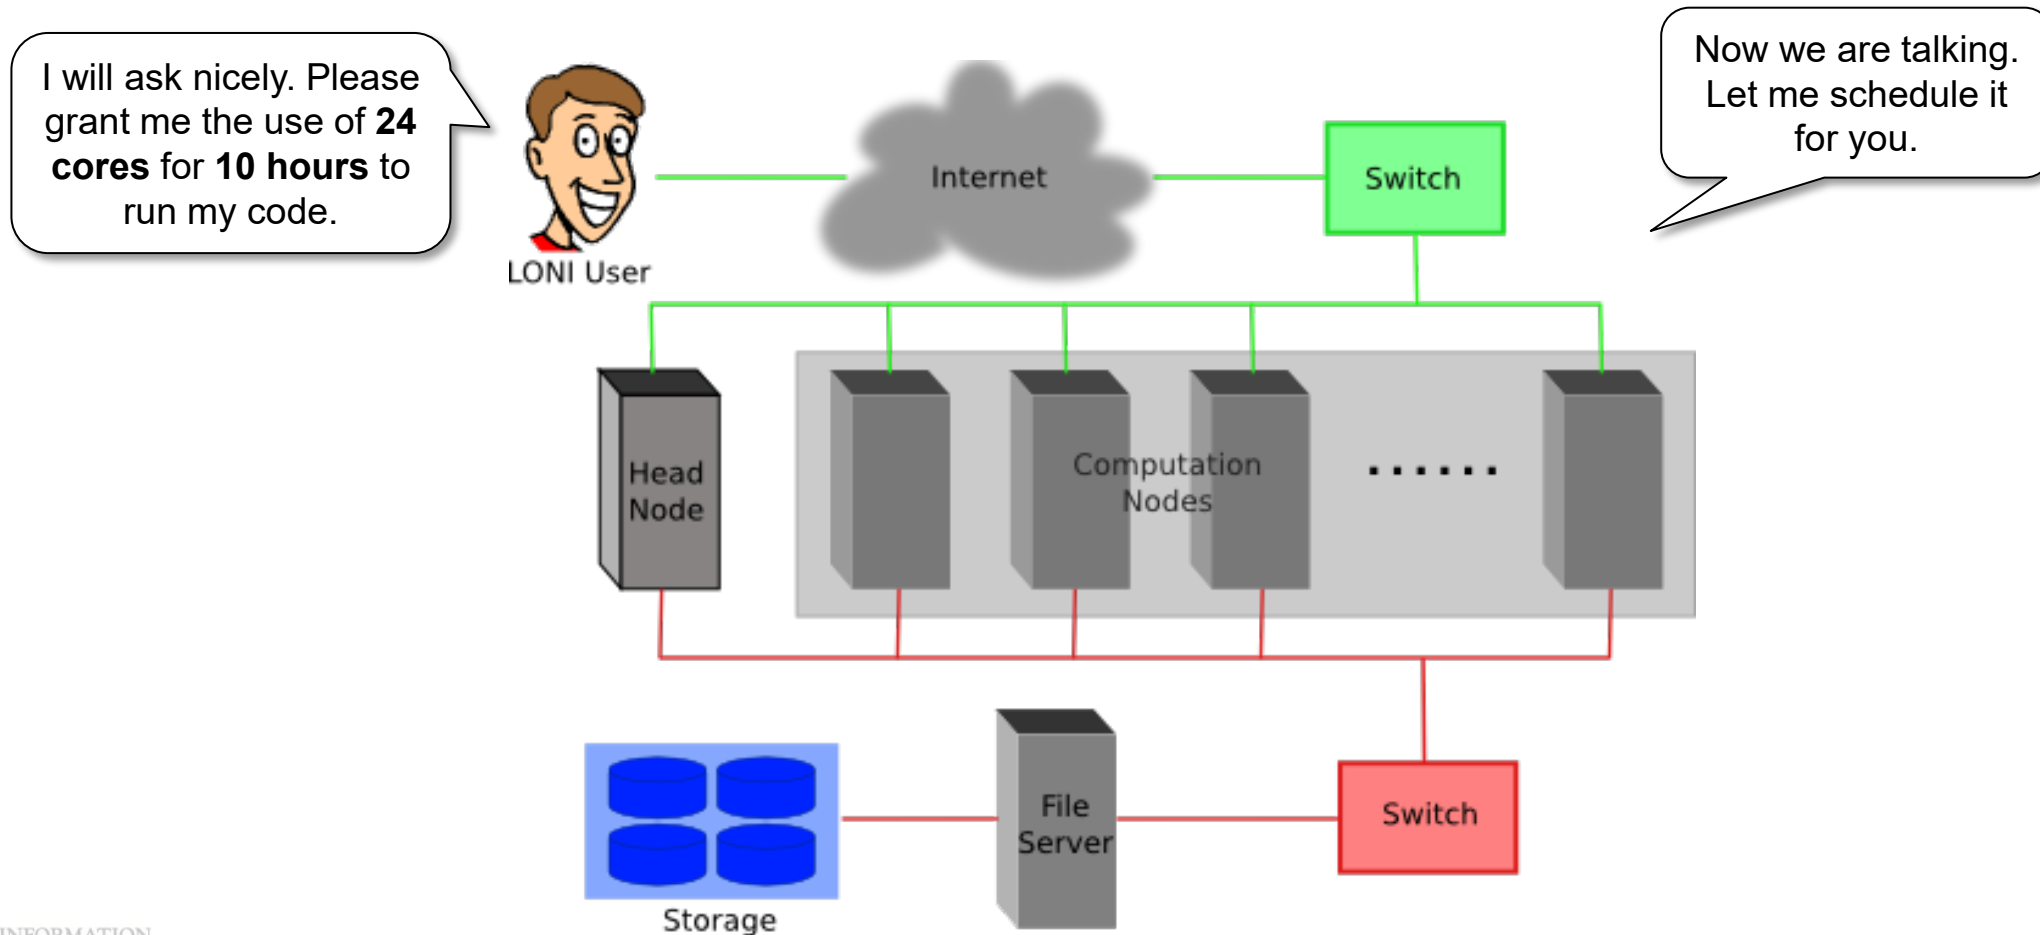 I will ask nicely. Please
grant me the use of 24
cores for 10 hours to
run my code.
Now we are talking.
Let me schedule it
for you.
Internet
Switch
LONI User
Head
Node
Computation
Nodes
......
File
Server
Switch
Storage
INFORMATION